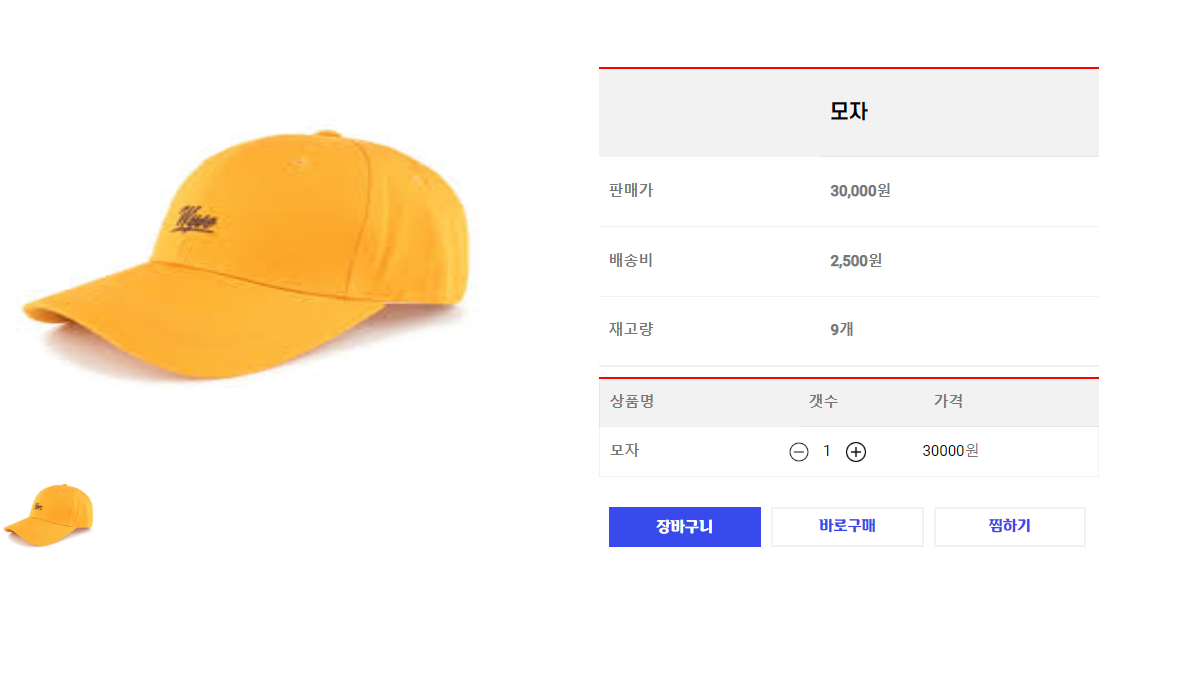 모자
판매가 30,000원
배송비 2,500원
재고량 9개
상품명 갯수 가격
모자 1 30000원
장바구니 바로구매 찜하기